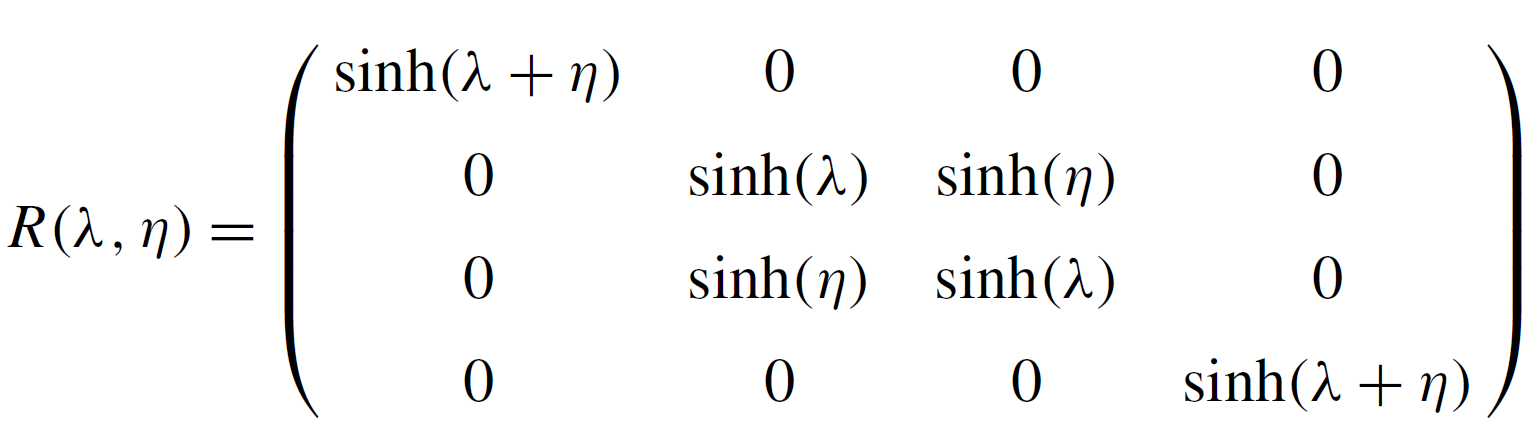 sinh(λ + η) 0 0 0
0 sinh(λ) sinh(η) 0
R(λ, η) =
0 sinh(η) sinh(λ) 0
0 0 0 sinh(λ + η)